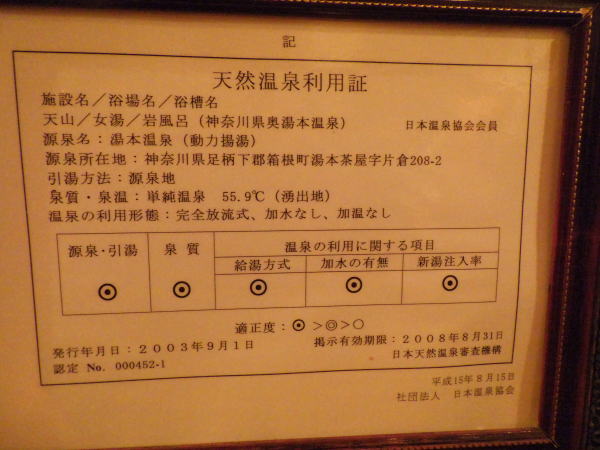 記
天然温泉利用証
施設名／浴場名／浴槽名
天山／女湯／岩風呂（神奈川県奥湯本温泉）　日本温泉協会会員
源泉名：湯本温泉（動力揚湯）
源泉所在地：神奈川県足柄下郡箱根町湯本茶屋字片倉208-2
引湯方法：源泉地
泉質・泉温：単純温泉　55.9℃（湧出地）
温泉の利用形態：完全放流式、加水なし、加温なし
源泉・引湯　泉質　温泉の利用に関する項目
給湯方式　加水の有無　新湯注入率
◉　◉　◉　◉　◉
適正度：◉＞◎＞○
発行年月日：２００３年９月１日　掲示有効期限：２００８年８月31日
認定 No. 000452-1　日本天然温泉審査機構
平成15年８月15日
社団法人　日本温泉協会